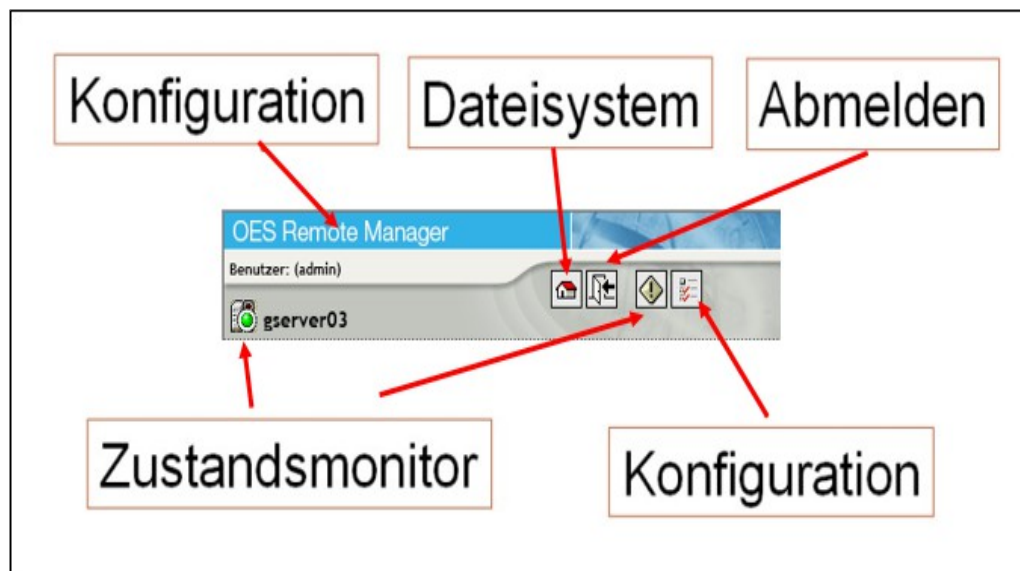 Konfiguration
Dateisystem
Abmelden
OES Remote Manager
Benutzer: (admin)
gserver03
Zustandsmonitor
Konfiguration